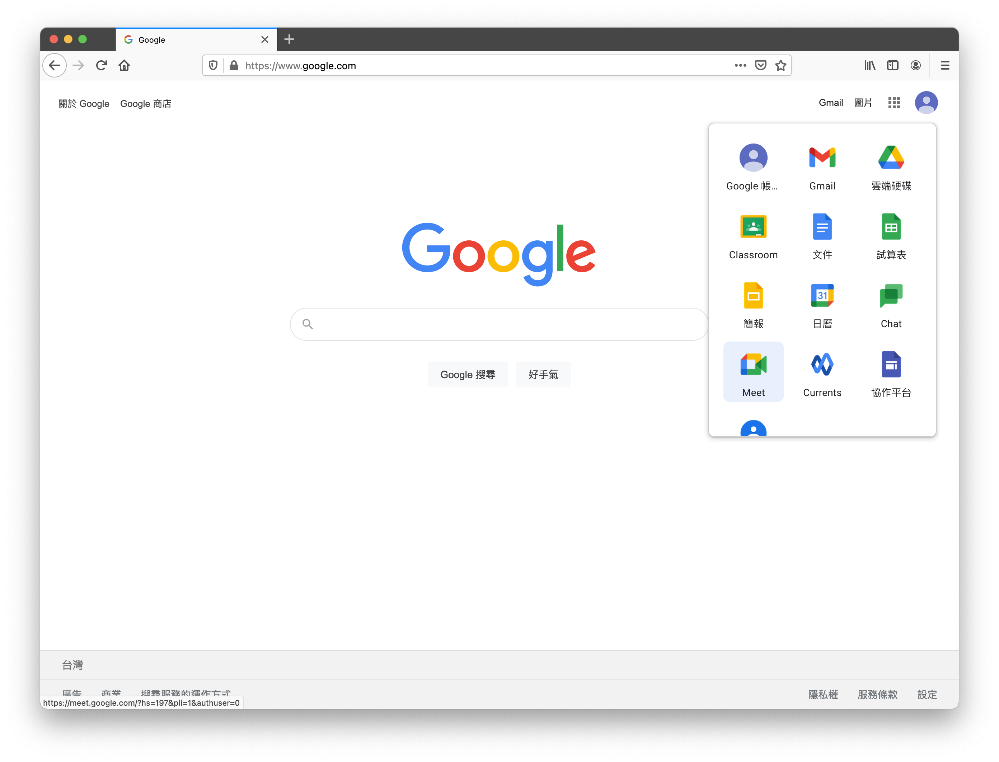 Google
https://www.google.com
關於 Google Google 商店
Gmail 圖片
Google 帳... Gmail 雲端硬碟
Classroom 文件 試算表
簡報 31 日曆 Chat
Meet Currents 協作平台
Google
Google 搜尋 好手氣
台灣
廣告 商業 搜尋服務的運作方式
隱私權 服務條款 設定
https://meet.google.com/?hs=197&pli=1&authuser=0